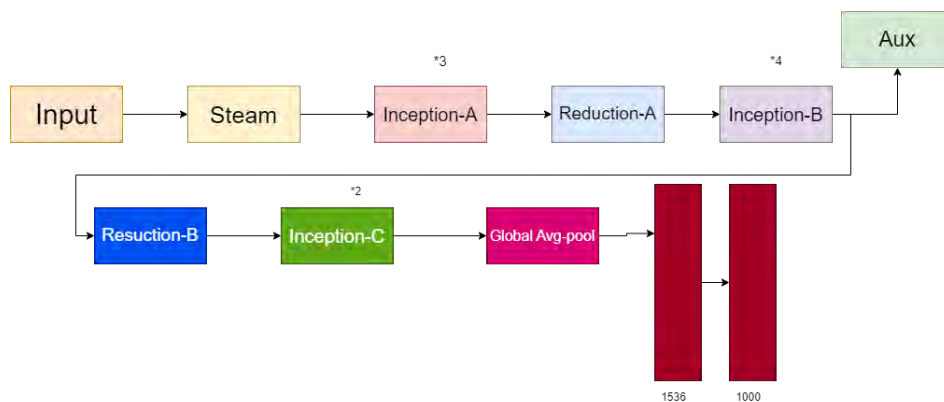 Aux
*3
*4
Input
Steam
Inception-A
Reduction-A
Inception-B
*2
Resuction-B
Inception-C
Global Avg-pool
1536
1000